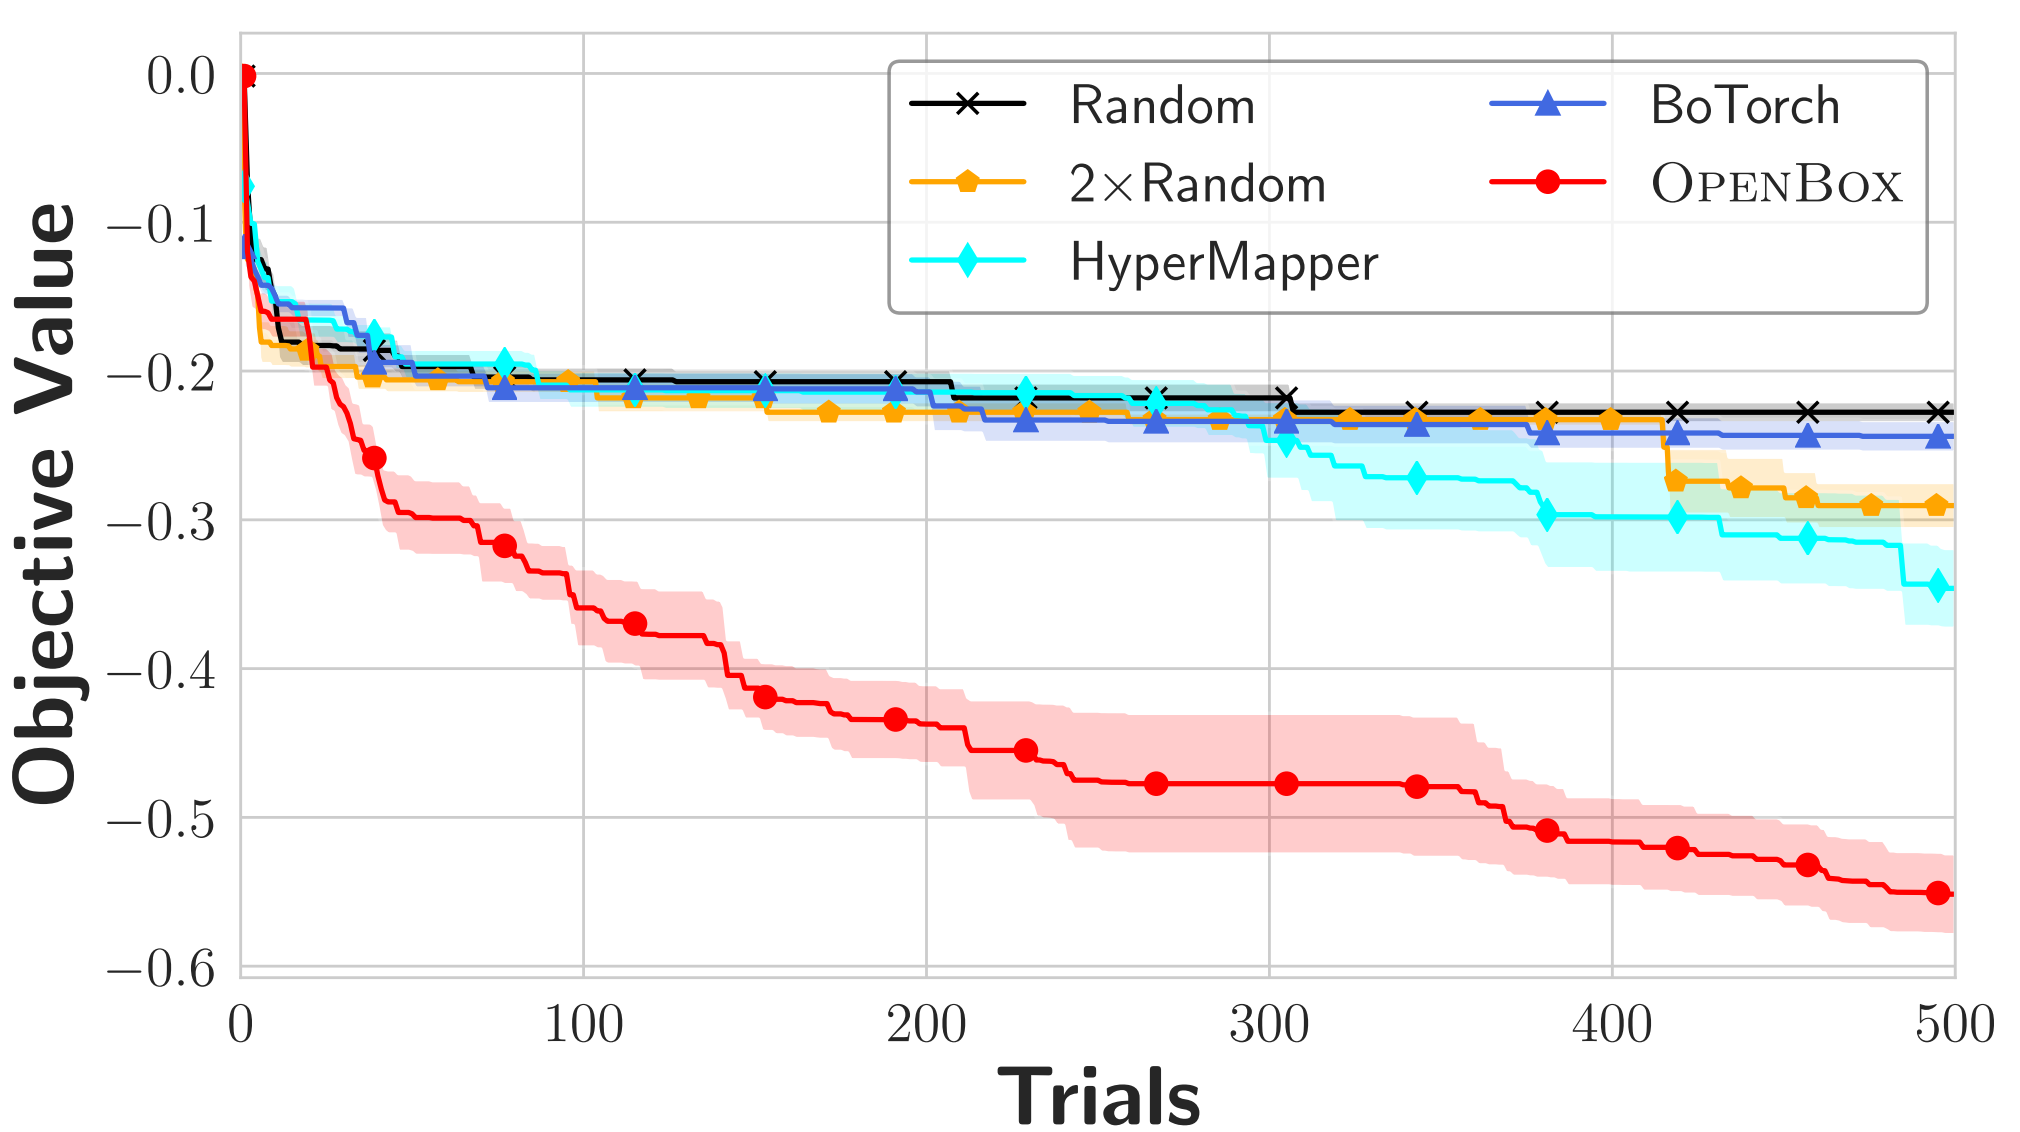 Objective Value
0.0
−0.1
−0.2
−0.3
−0.4
−0.5
−0.6
Random
2×Random
HyperMapper
BoTorch
OpenBox
0 100 200 300 400 500
Trials